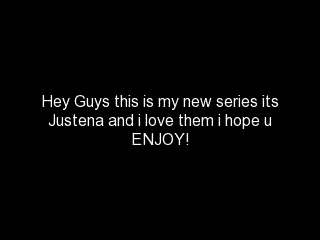 Hey Guys this is my new series its
Justena and i love them i hope u
ENJOY!